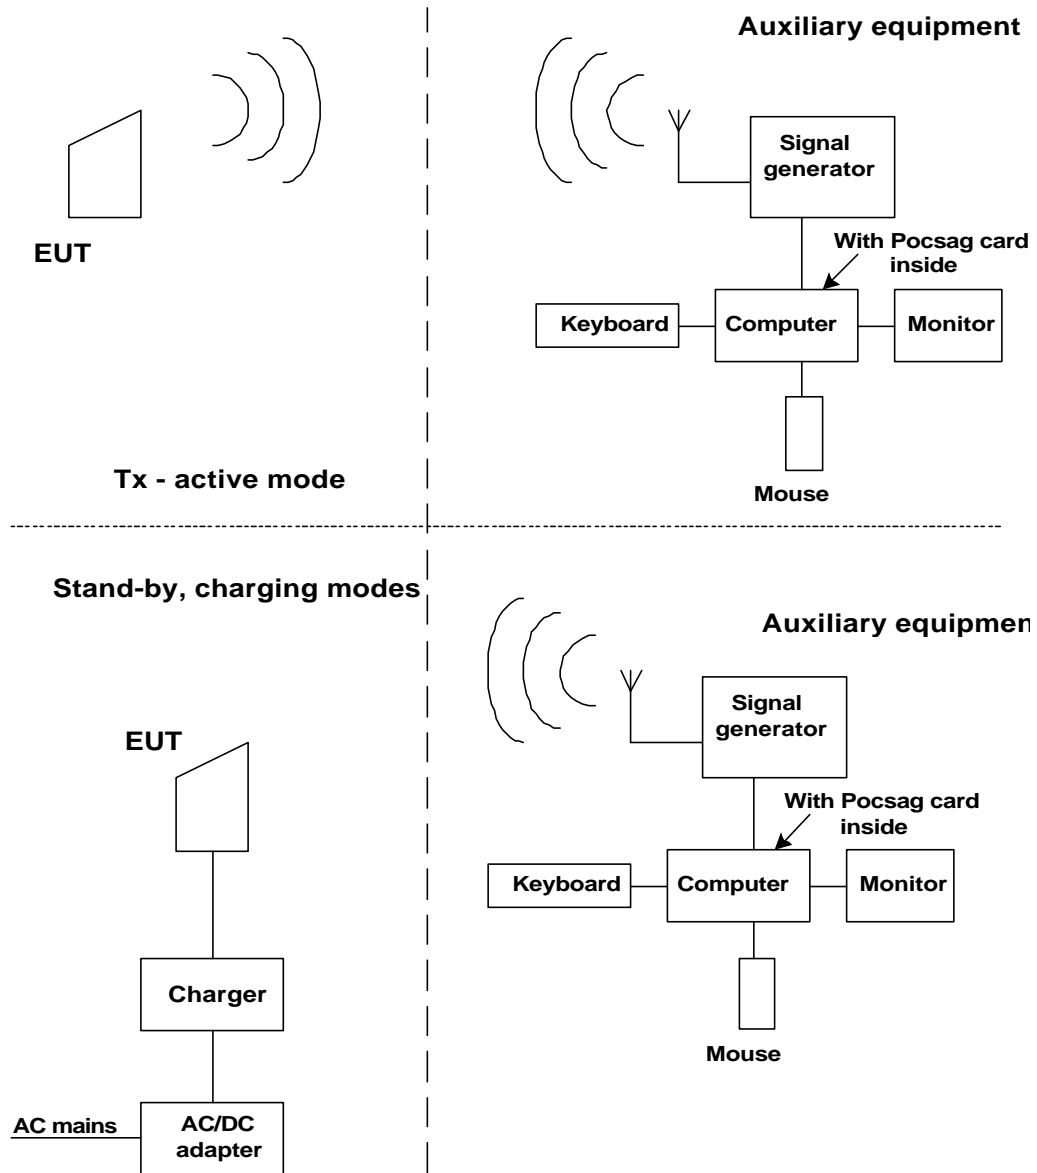 Auxiliary equipment
Signal
generator
EUT
With Pocsag card
inside
Keyboard
Computer
Monitor
Tx - active mode
Mouse
Stand-by, charging modes
Auxiliary equipmen
Signal
generator
EUT
With Pocsag card
inside
Keyboard
Computer
Monitor
Charger
Mouse
AC mains
AC/DC
adapter